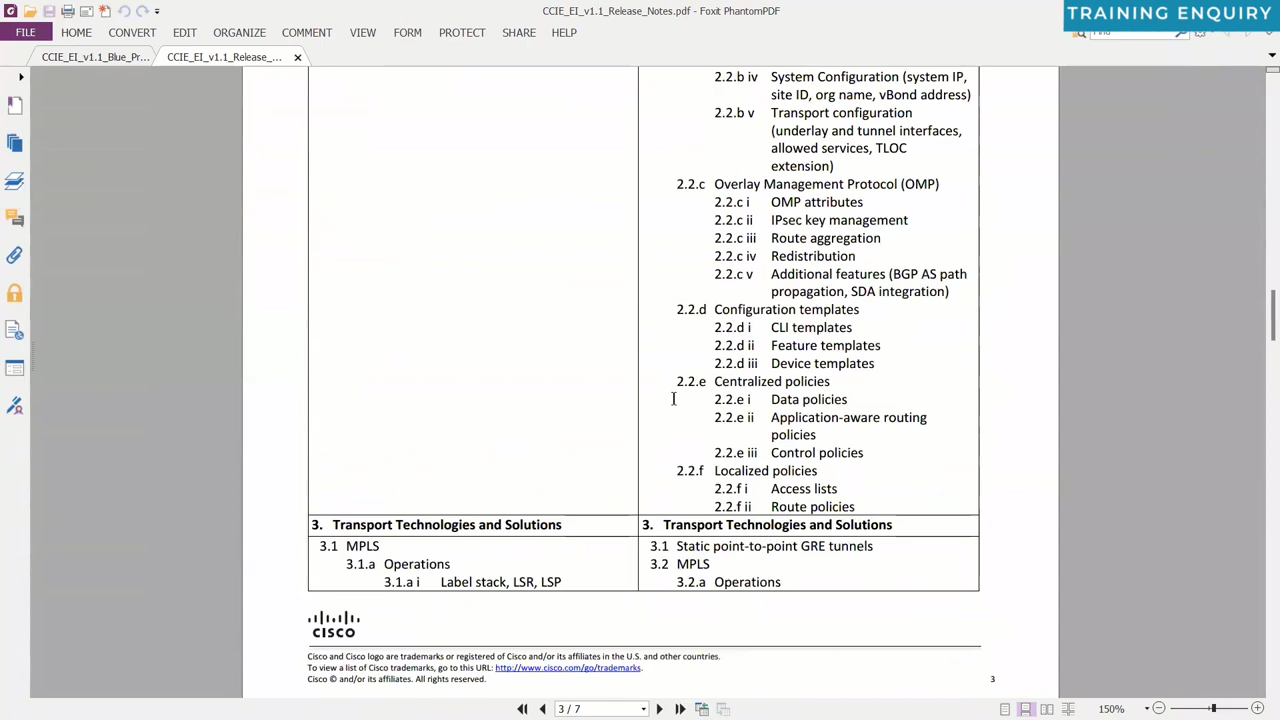 CCIE_EI_v1.1_Release_Notes.pdf - Foxit PhantomPDF
TRAINING ENQUIRY
FILE HOME CONVERT EDIT ORGANIZE COMMENT VIEW FORM PROTECT SHARE HELP
Find
CCIE_EI_v1.1_Blue_Pr... CCIE_EI_v1.1_Release_...
2.2.b iv System Configuration (system IP,
site ID, org name, vBond address)
2.2.b v Transport configuration
(underlay and tunnel interfaces,
allowed services, TLOC
extension)
2.2.c Overlay Management Protocol (OMP)
2.2.c i OMP attributes
2.2.c ii IPsec key management
2.2.c iii Route aggregation
2.2.c iv Redistribution
2.2.c v Additional features (BGP AS path
propagation, SDA integration)
2.2.d Configuration templates
2.2.d i CLI templates
2.2.d ii Feature templates
2.2.d iii Device templates
2.2.e Centralized policies
2.2.e i Data policies
2.2.e ii Application-aware routing
policies
2.2.e iii Control policies
2.2.f Localized policies
2.2.f i Access lists
2.2.f ii Route policies
3. Transport Technologies and Solutions
3.1 MPLS
3.1.a Operations
3.1.a i Label stack, LSR, LSP
3. Transport Technologies and Solutions
3.1 Static point-to-point GRE tunnels
3.2 MPLS
3.2.a Operations
CISCO
Cisco and Cisco logo are trademarks or registered of Cisco and/or its affiliates in the U.S. and other countries.
To view a list of Cisco trademarks, go to this URL: http://www.cisco.com/go/trademarks.
Cisco © and/or its affiliates. All rights reserved.
3
3 / 7
150%